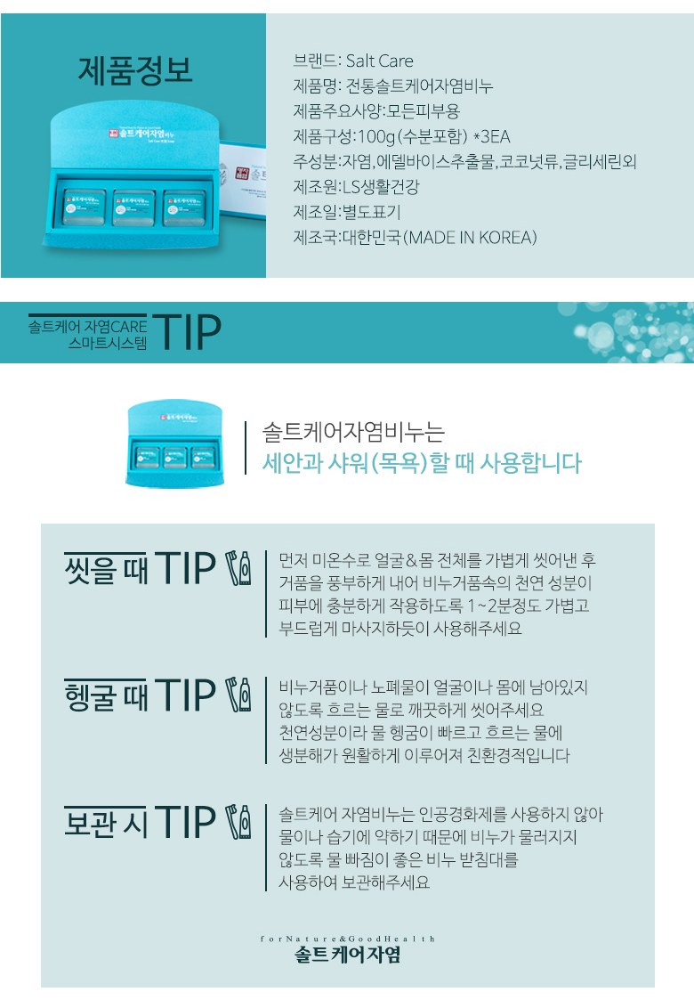 제품정보
솔트케어자염비누
브랜드: Salt Care
제품명: 전통솔트케어자염비누
제품주요사양:모든피부용
제품구성:100g(수분포함) *3EA
주성분:자염,에델바이스추출물,코코넛류,글리세린외
제조원:LS생활건강
제조일:별도표기
제조국:대한민국(MADE IN KOREA)
솔트케어 자염CARE
스마트시스템
TIP
솔트케어자염비누는
세안과 샤워(목욕)할 때 사용합니다
씻을 때 TIP
먼저 미온수로 얼굴&몸 전체를 가볍게 씻어낸 후
거품을 풍부하게 내어 비누거품속의 천연 성분이
피부에 충분하게 작용하도록 1~2분정도 가볍고
부드럽게 마사지하듯이 사용해주세요
헹굴 때 TIP
비누거품이나 노폐물이 얼굴이나 몸에 남아있지
않도록 흐르는 물로 깨끗하게 씻어주세요
천연성분이라 물 헹굼이 빠르고 흐르는 물에
생분해가 원활하게 이루어져 친환경적입니다
보관 시 TIP
솔트케어 자염비누는 인공경화제를 사용하지 않아
물이나 습기에 약하기 때문에 비누가 물러지지
않도록 물 빠짐이 좋은 비누 받침대를
사용하여 보관해주세요
forNature&GoodHealth
솔트케어자염